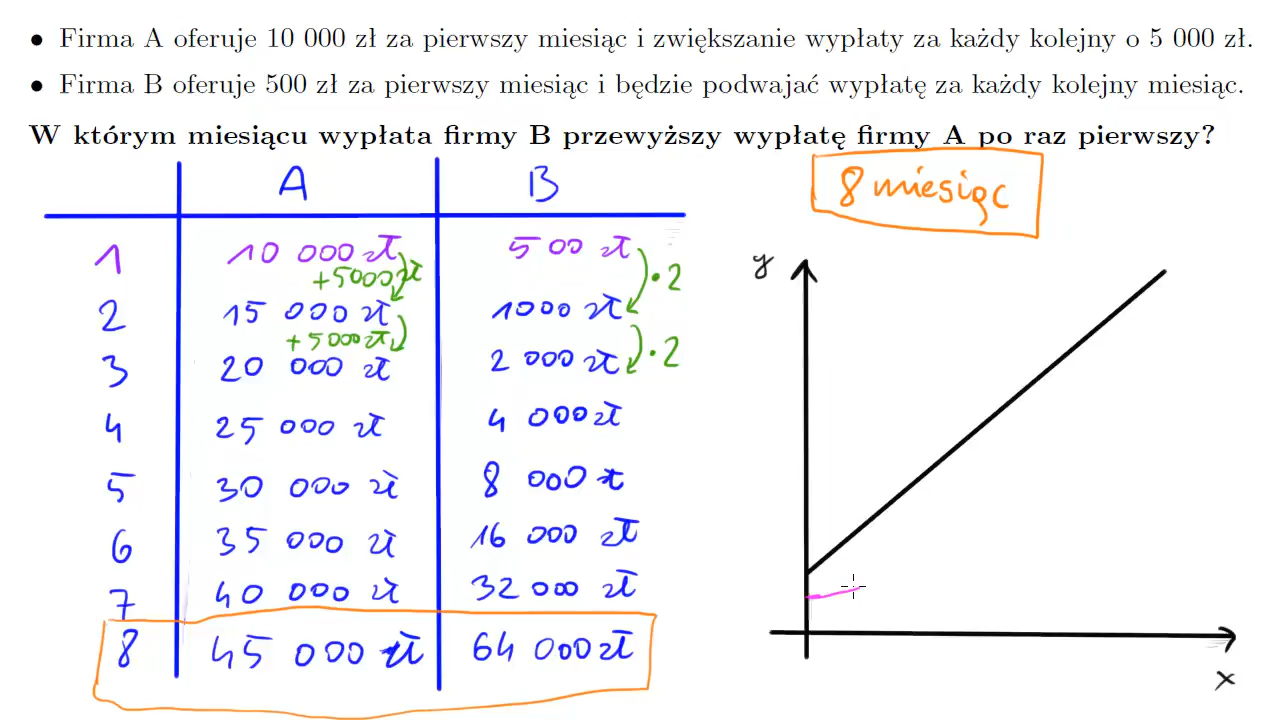 • Firma A oferuje 10 000 zł za pierwszy miesiąc i zwiększanie wypłaty za każdy kolejny o 5 000 zł.
• Firma B oferuje 500 zł za pierwszy miesiąc i będzie podwajać wypłatę za każdy kolejny miesiąc.
W którym miesiącu wypłata firmy B przewyższy wypłatę firmy A po raz pierwszy?
A B
8 miesiąc
1 10 000 zł 500 zł
+5000 zł ·2
2 15 000 zł 1000 zł
+5000 zł ·2
3 20 000 zł 2 000 zł
4 25 000 zł 4 000 zł
5 30 000 zł 8 000 zł
6 35 000 zł 16 000 zł
7 40 000 zł 32 000 zł
8 45 000 zł 64 000 zł
y
x